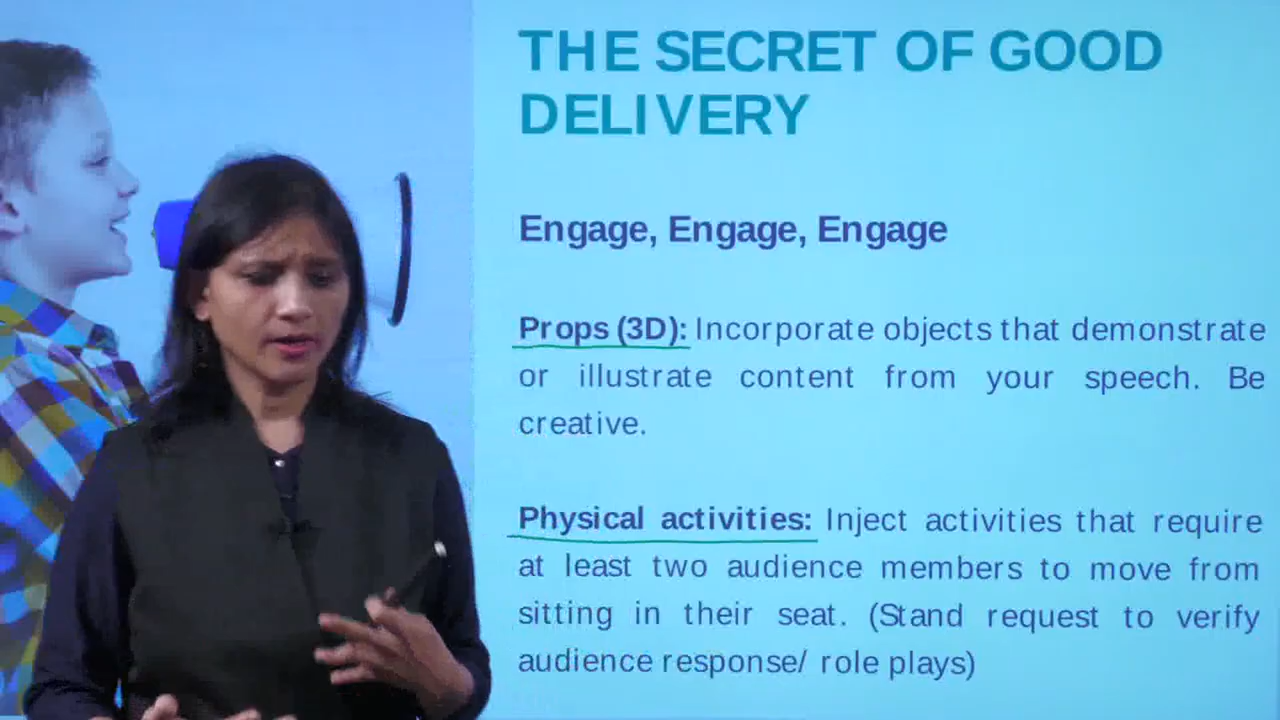 THE SECRET OF GOOD
DELIVERY
Engage, Engage, Engage
Props (3D): Incorporate objects that demonstrate
or illustrate content from your speech. Be
creative.
Physical activities: Inject activities that require
at least two audience members to move from
sitting in their seat. (Stand request to verify
audience response/ role plays)